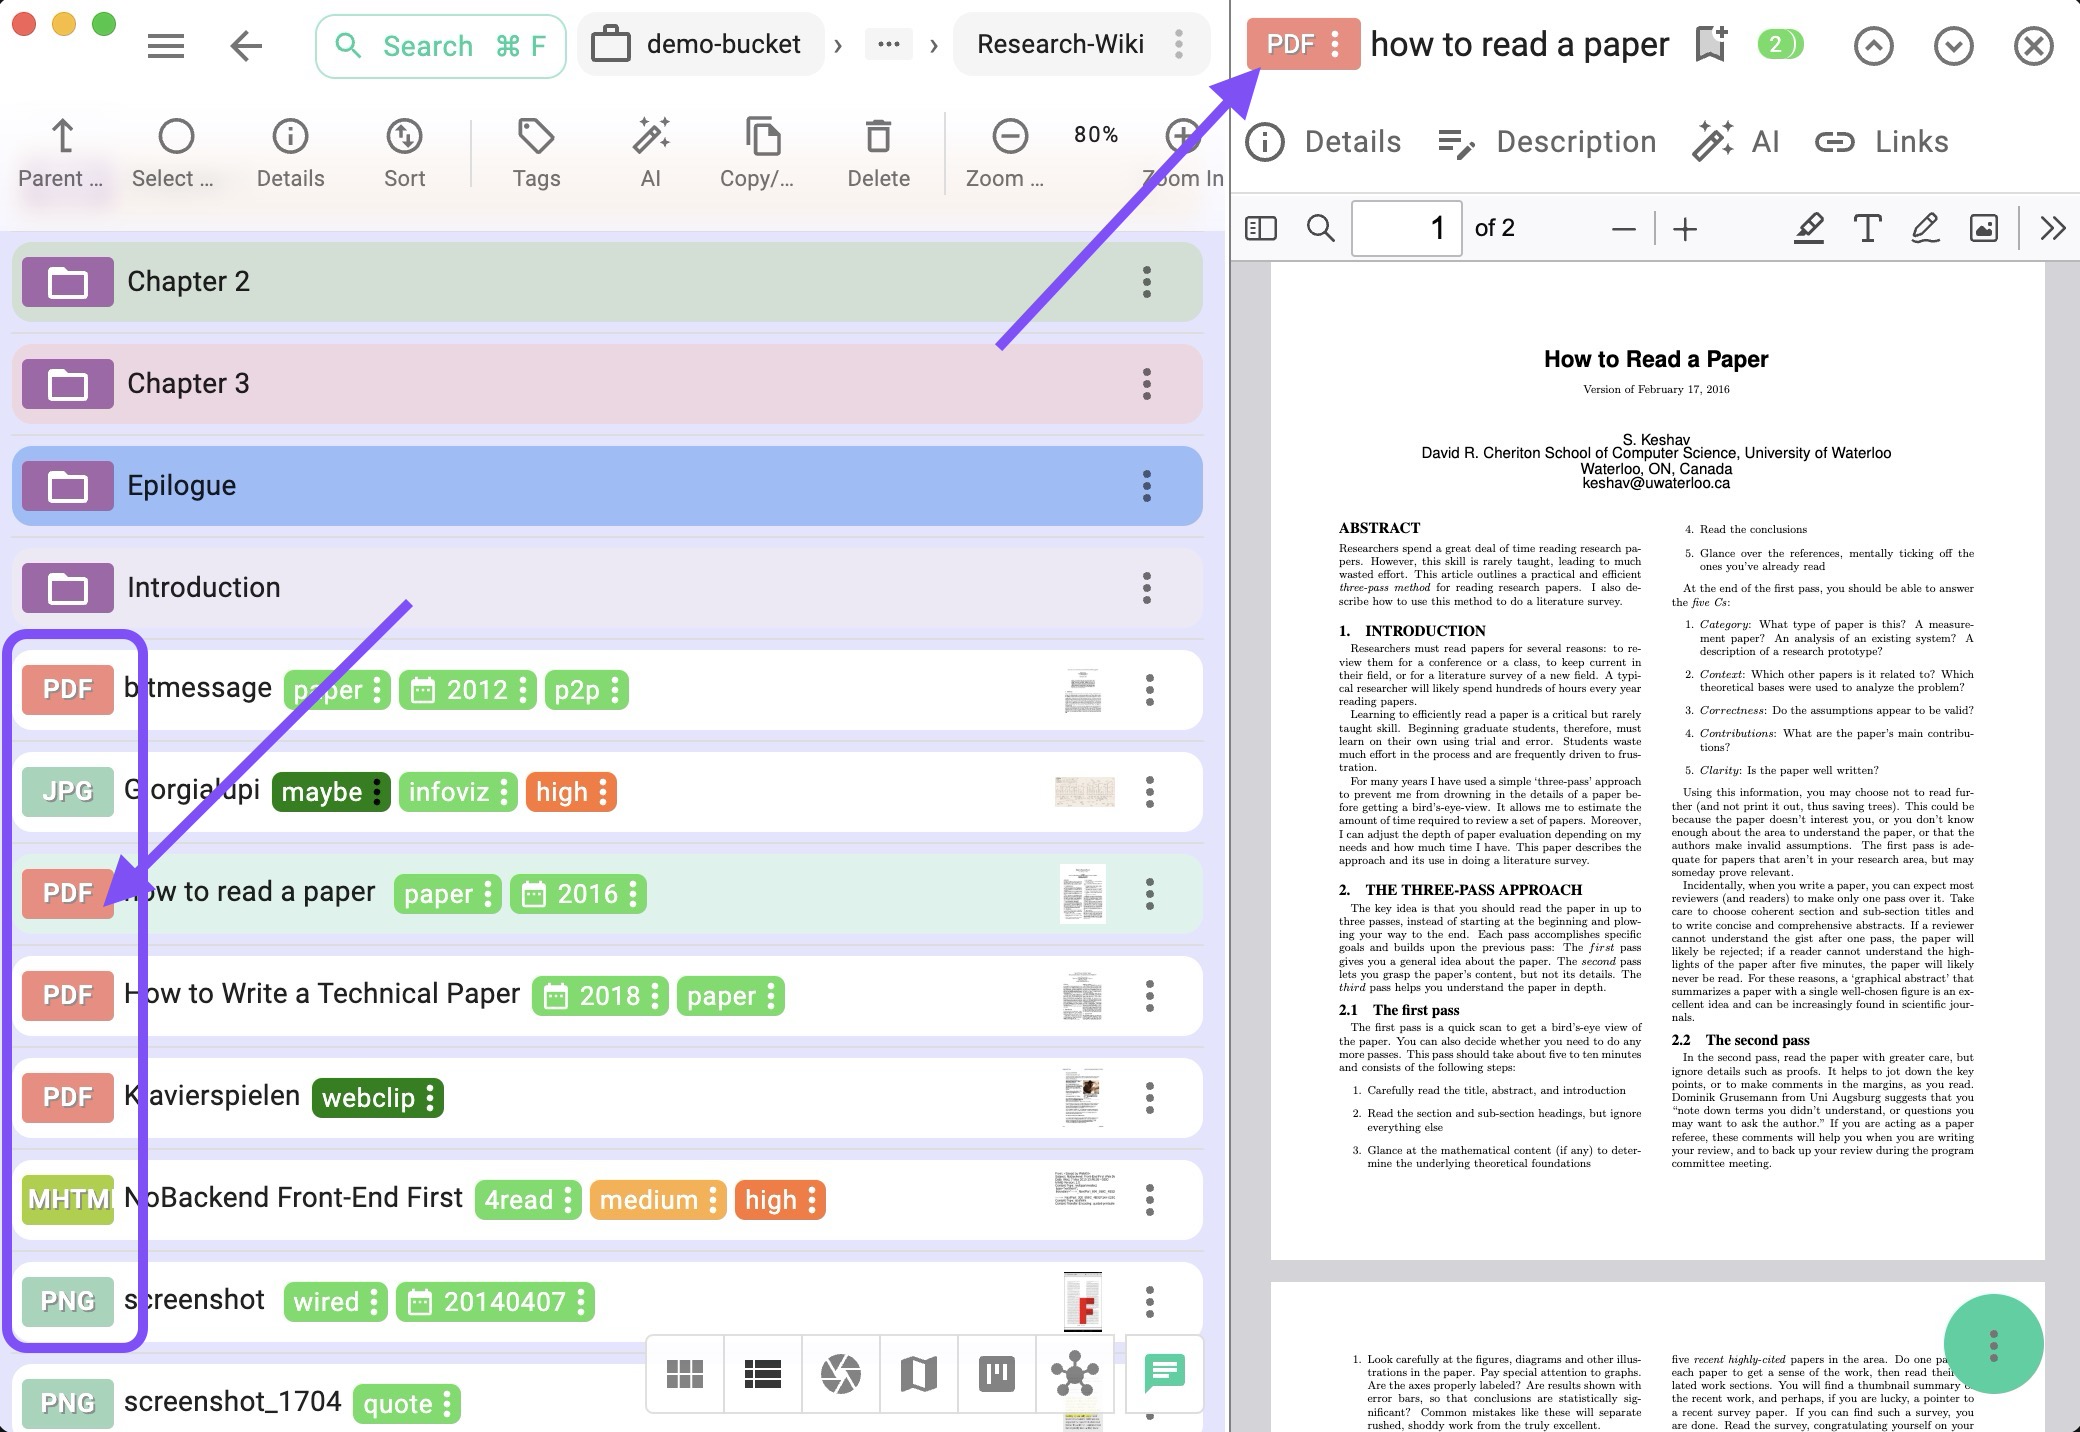 Search ⌘ F
demo-bucket › ... › Research-Wiki
Parent ...
Select ...
Details
Sort
Tags
AI
Copy/...
Delete
Zoom ...
80%
Zoom In
Chapter 2
Chapter 3
Epilogue
Introduction
PDF bitmessage paper 2012 p2p
JPG Giorgialupi maybe infoviz high
PDF how to read a paper paper 2016
PDF How to Write a Technical Paper 2018 paper
PDF Klavierspielen webclip
MHTM NoBackend Front-End First 4read medium high
PNG screenshot wired 20140407
PNG screenshot_1704 quote
PDF how to read a paper 2
Details Description AI Links
1 of 2
How to Read a Paper
Version of February 17, 2016
S. Keshav
David R. Cheriton School of Computer Science, University of Waterloo
Waterloo, ON, Canada
keshav@uwaterloo.ca
ABSTRACT
Researchers spend a great deal of time reading research pa-
pers. However, this skill is rarely taught, leading to much
wasted effort. This article outlines a practical and efficient
three-pass method for reading research papers. I also de-
scribe how to use this method to do a literature survey.
1. INTRODUCTION
Researchers must read papers for several reasons: to re-
view them for a conference or a class, to keep current in
their field, or for a literature survey of a new field. A typi-
cal researcher will likely spend hundreds of hours every year
reading papers.
Learning to efficiently read a paper is a critical but rarely
taught skill. Beginning graduate students, therefore, must
learn on their own using trial and error. Students waste
much effort in the process and are frequently driven to frus-
tration.
For many years I have used a simple ‘three-pass’ approach
to prevent me from drowning in the details of a paper be-
fore getting a bird’s-eye-view. It allows me to estimate the
amount of time required to review a set of papers. Moreover,
I can adjust the depth of paper evaluation depending on my
needs and how much time I have. This paper describes the
approach and its use in doing a literature survey.
2. THE THREE-PASS APPROACH
The key idea is that you should read the paper in up to
three passes, instead of starting at the beginning and plow-
ing your way to the end. Each pass accomplishes specific
goals and builds upon the previous pass: The first pass
gives you a general idea about the paper. The second pass
lets you grasp the paper’s content, but not its details. The
third pass helps you understand the paper in depth.
2.1 The first pass
The first pass is a quick scan to get a bird’s-eye view of
the paper. You can also decide whether you need to do any
more passes. This pass should take about five to ten minutes
and consists of the following steps:
1. Carefully read the title, abstract, and introduction
2. Read the section and sub-section headings, but ignore
everything else
3. Glance at the mathematical content (if any) to deter-
mine the underlying theoretical foundations
4. Read the conclusions
5. Glance over the references, mentally ticking off the
ones you’ve already read
At the end of the first pass, you should be able to answer
the five Cs:
1. Category: What type of paper is this? A measure-
ment paper? An analysis of an existing system? A
description of a research prototype?
2. Context: Which other papers is it related to? Which
theoretical bases were used to analyze the problem?
3. Correctness: Do the assumptions appear to be valid?
4. Contributions: What are the paper’s main contribu-
tions?
5. Clarity: Is the paper well written?
Using this information, you may choose not to read fur-
ther (and not print it out, thus saving trees). This could be
because the paper doesn’t interest you, or you don’t know
enough about the area to understand the paper, or that the
authors make invalid assumptions. The first pass is ade-
quate for papers that aren’t in your research area, but may
someday prove relevant.
Incidentally, when you write a paper, you can expect most
reviewers (and readers) to make only one pass over it. Take
care to choose coherent section and sub-section titles and
to write concise and comprehensive abstracts. If a reviewer
cannot understand the gist after one pass, the paper will
likely be rejected; if a reader cannot understand the high-
lights of the paper after five minutes, the paper will likely
never be read. For these reasons, a ‘graphical abstract’ that
summarizes a paper with a single well-chosen figure is an ex-
cellent idea and can be increasingly found in scientific jour-
nals.
2.2 The second pass
In the second pass, read the paper with greater care, but
ignore details such as proofs. It helps to jot down the key
points, or to make comments in the margins, as you read.
Dominik Grusemann from Uni Augsburg suggests that you
“note down terms you didn’t understand, or questions you
may want to ask the author.” If you are acting as a paper
referee, these comments will help you when you are writing
your review, and to back up your review during the program
committee meeting.
1. Look carefully at the figures, diagrams and other illus-
trations in the paper. Pay special attention to graphs.
Are the axes properly labeled? Are results shown with
error bars, so that conclusions are statistically sig-
nificant? Common mistakes like these will separate
rushed, shoddy work from the truly excellent.
five recent highly-cited papers in the area. Do one
each paper to get a sense of the work, then read
lated work sections. You will find a thumbnail summary
the recent work, and perhaps, if you are lucky, a pointer to
a recent survey paper. If you can find such a survey, you
are done. Read the survey, congratulating yourself on your